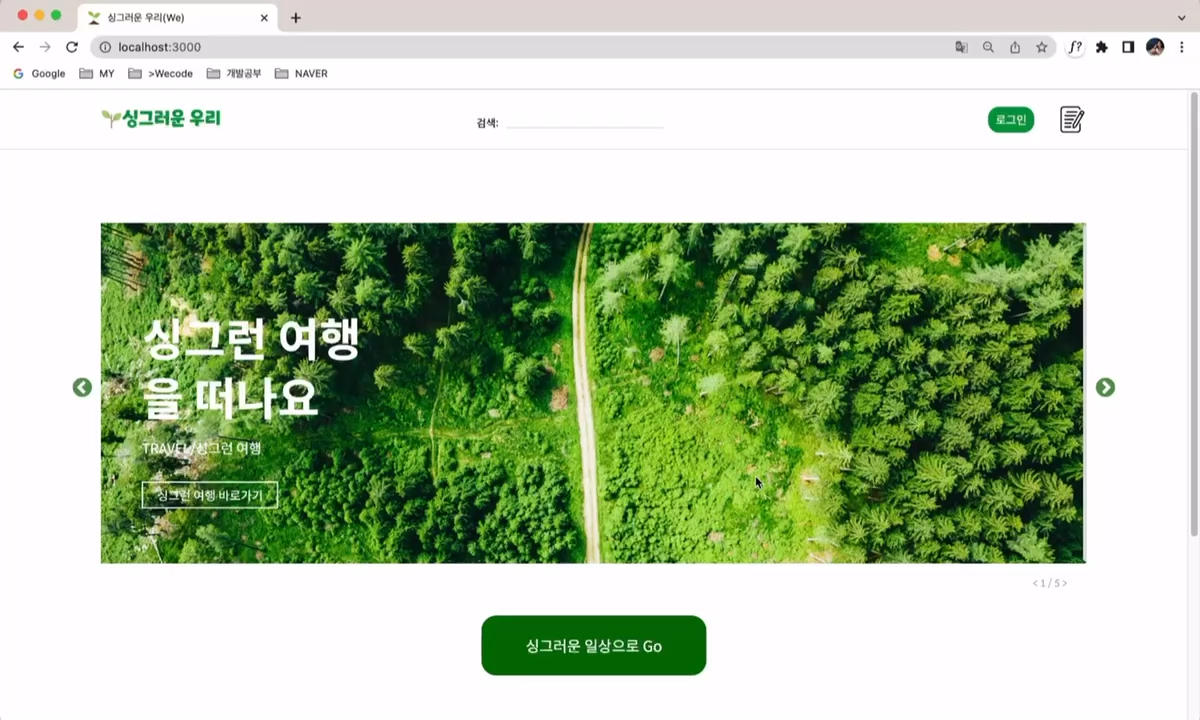 싱그러운 우리(We)
localhost:3000
Google MY >Wecode 개발공부 NAVER
싱그러운 우리
검색:
로그인
싱그런 여행
을 떠나요
TRAVEL/싱그런 여행
싱그런 여행 바로가기
< 1 / 5 >
싱그러운 일상으로 Go